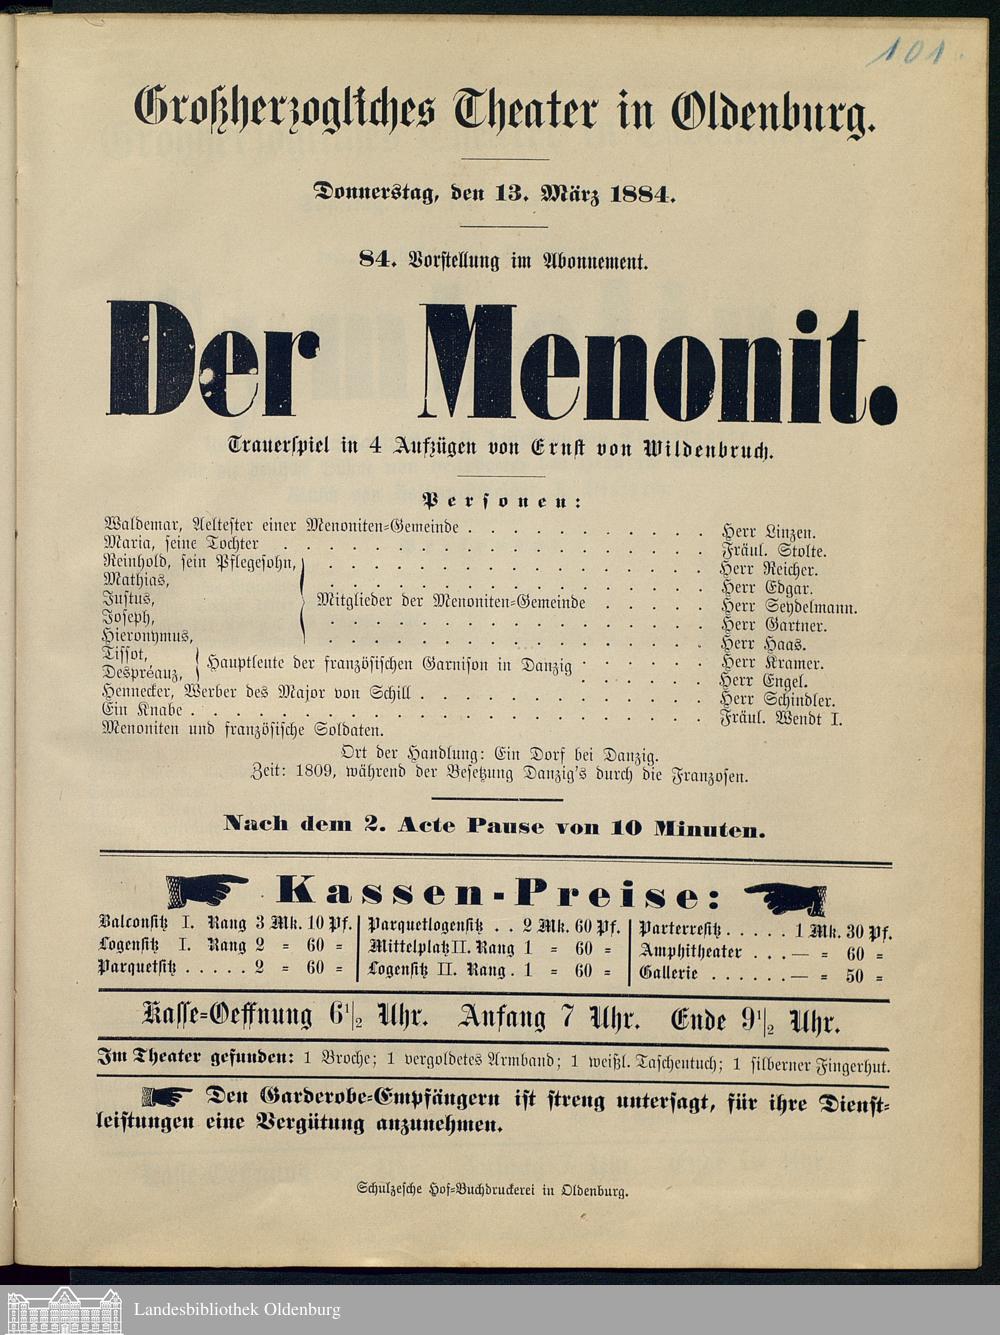 101.
Großherzogliches Theater in Oldenburg.
Donnerstag, den 13. März 1884.
84. Vorstellung im Abonnement.
Der Menonit.
Trauerspiel in 4 Aufzügen von Ernst von Wildenbruch.
Personen:
Waldemar, Aeltester einer Menoniten-Gemeinde . . . . . . . . . . . Herr Linzen.
Maria, seine Tochter . . . . . . . . . . . . . . . . . . . Fräul. Stolte.
Reinhold, sein Pflegesohn, . . . . . . . . . . . . . . . . . Herr Reicher.
Mathias, . . . . . . . . . . . . . . . . . Herr Edgar.
Justus, Mitglieder der Menoniten-Gemeinde . . . . . Herr Seydelmann.
Joseph, . . . . . . . . . . . . . . . . . Herr Gartner.
Hieronymus, . . . . . . . . . . . . . . . . . Herr Haas.
Tissot, Hauptleute der französischen Garnison in Danzig . . . . . . Herr Kramer.
Despréaux, . . . . . . Herr Engel.
Hennecker, Werber des Major von Schill . . . . . . . . . . . . . Herr Schindler.
Ein Knabe . . . . . . . . . . . . . . . . . . . . . . . Fräul. Wendt I.
Menoniten und französische Soldaten.
Ort der Handlung: Ein Dorf bei Danzig.
Zeit: 1809, während der Besetzung Danzig's durch die Franzosen.
Nach dem 2. Acte Pause von 10 Minuten.
Kassen-Preise:
Balconsitz I. Rang 3 Mk. 10 Pf.
Logensitz I. Rang 2 = 60 =
Parquetsitz . . . . . 2 = 60 =
Parquetlogensitz . . 2 Mk. 60 Pf.
Mittelplatz II. Rang 1 = 60 =
Logensitz II. Rang . 1 = 60 =
Parterresitz . . . . . 1 Mk. 30 Pf.
Amphitheater . . . — = 60 =
Gallerie . . . . . . — = 50 =
Kasse-Oeffnung 6 1/2 Uhr. Anfang 7 Uhr. Ende 9 1/2 Uhr.
Im Theater gefunden: 1 Broche; 1 vergoldetes Armband; 1 weißl. Taschentuch; 1 silberner Fingerhut.
Den Garderobe-Empfängern ist streng untersagt, für ihre Dienst-
leistungen eine Vergütung anzunehmen.
Schulzesche Hof-Buchdruckerei in Oldenburg.
Landesbibliothek Oldenburg